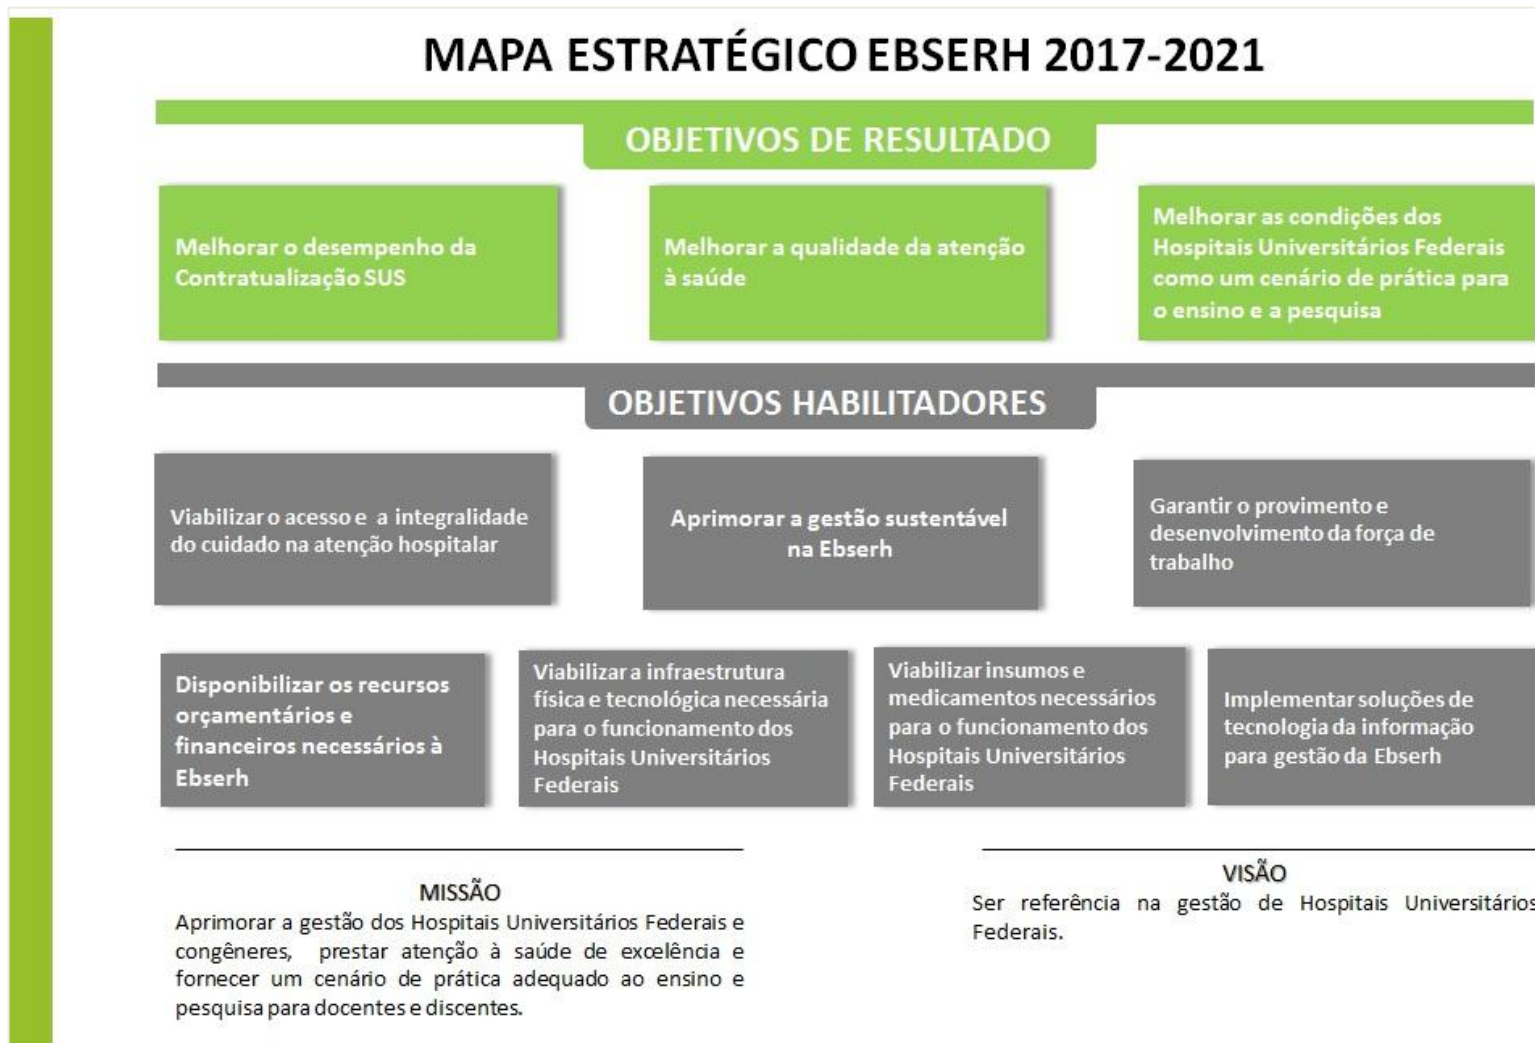 MAPA ESTRATÉGICO EBSERH 2017-2021
OBJETIVOS DE RESULTADO
Melhorar o desempenho da
Contratualização SUS
Melhorar a qualidade da atenção
à saúde
Melhorar as condições dos
Hospitais Universitários Federais
como um cenário de prática para
o ensino e a pesquisa
OBJETIVOS HABILITADORES
Viabilizar o acesso e a integralidade
do cuidado na atenção hospitalar
Aprimorar a gestão sustentável
na Ebserh
Garantir o provimento e
desenvolvimento da força de
trabalho
Disponibilizar os recursos
orçamentários e
financeiros necessários à
Ebserh
Viabilizar a infraestrutura
física e tecnológica necessária
para o funcionamento dos
Hospitais Universitários
Federais
Viabilizar insumos e
medicamentos necessários
para o funcionamento dos
Hospitais Universitários
Federais
Implementar soluções de
tecnologia da informação
para gestão da Ebserh
MISSÃO
Aprimorar a gestão dos Hospitais Universitários Federais e
congêneres, prestar atenção à saúde de excelência e
fornecer um cenário de prática adequado ao ensino e
pesquisa para docentes e discentes.
VISÃO
Ser referência na gestão de Hospitais Universitários
Federais.